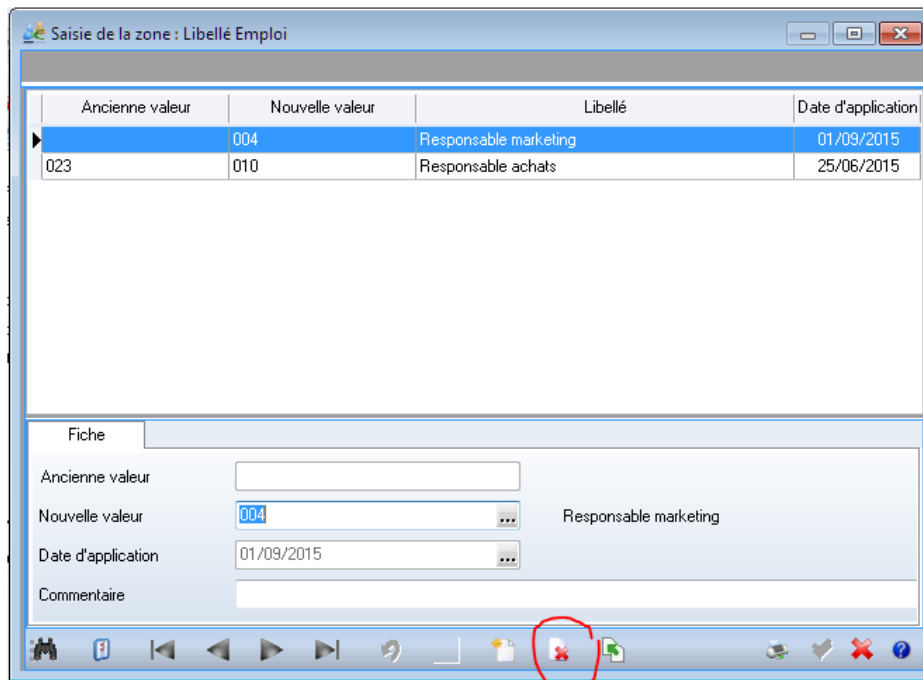 Saisie de la zone : Libellé Emploi
Ancienne valeur Nouvelle valeur Libellé Date d'application
004 Responsable marketing 01/09/2015
023 010 Responsable achats 25/06/2015
Fiche
Ancienne valeur
Nouvelle valeur 004 ... Responsable marketing
Date d'application 01/09/2015 ...
Commentaire
?